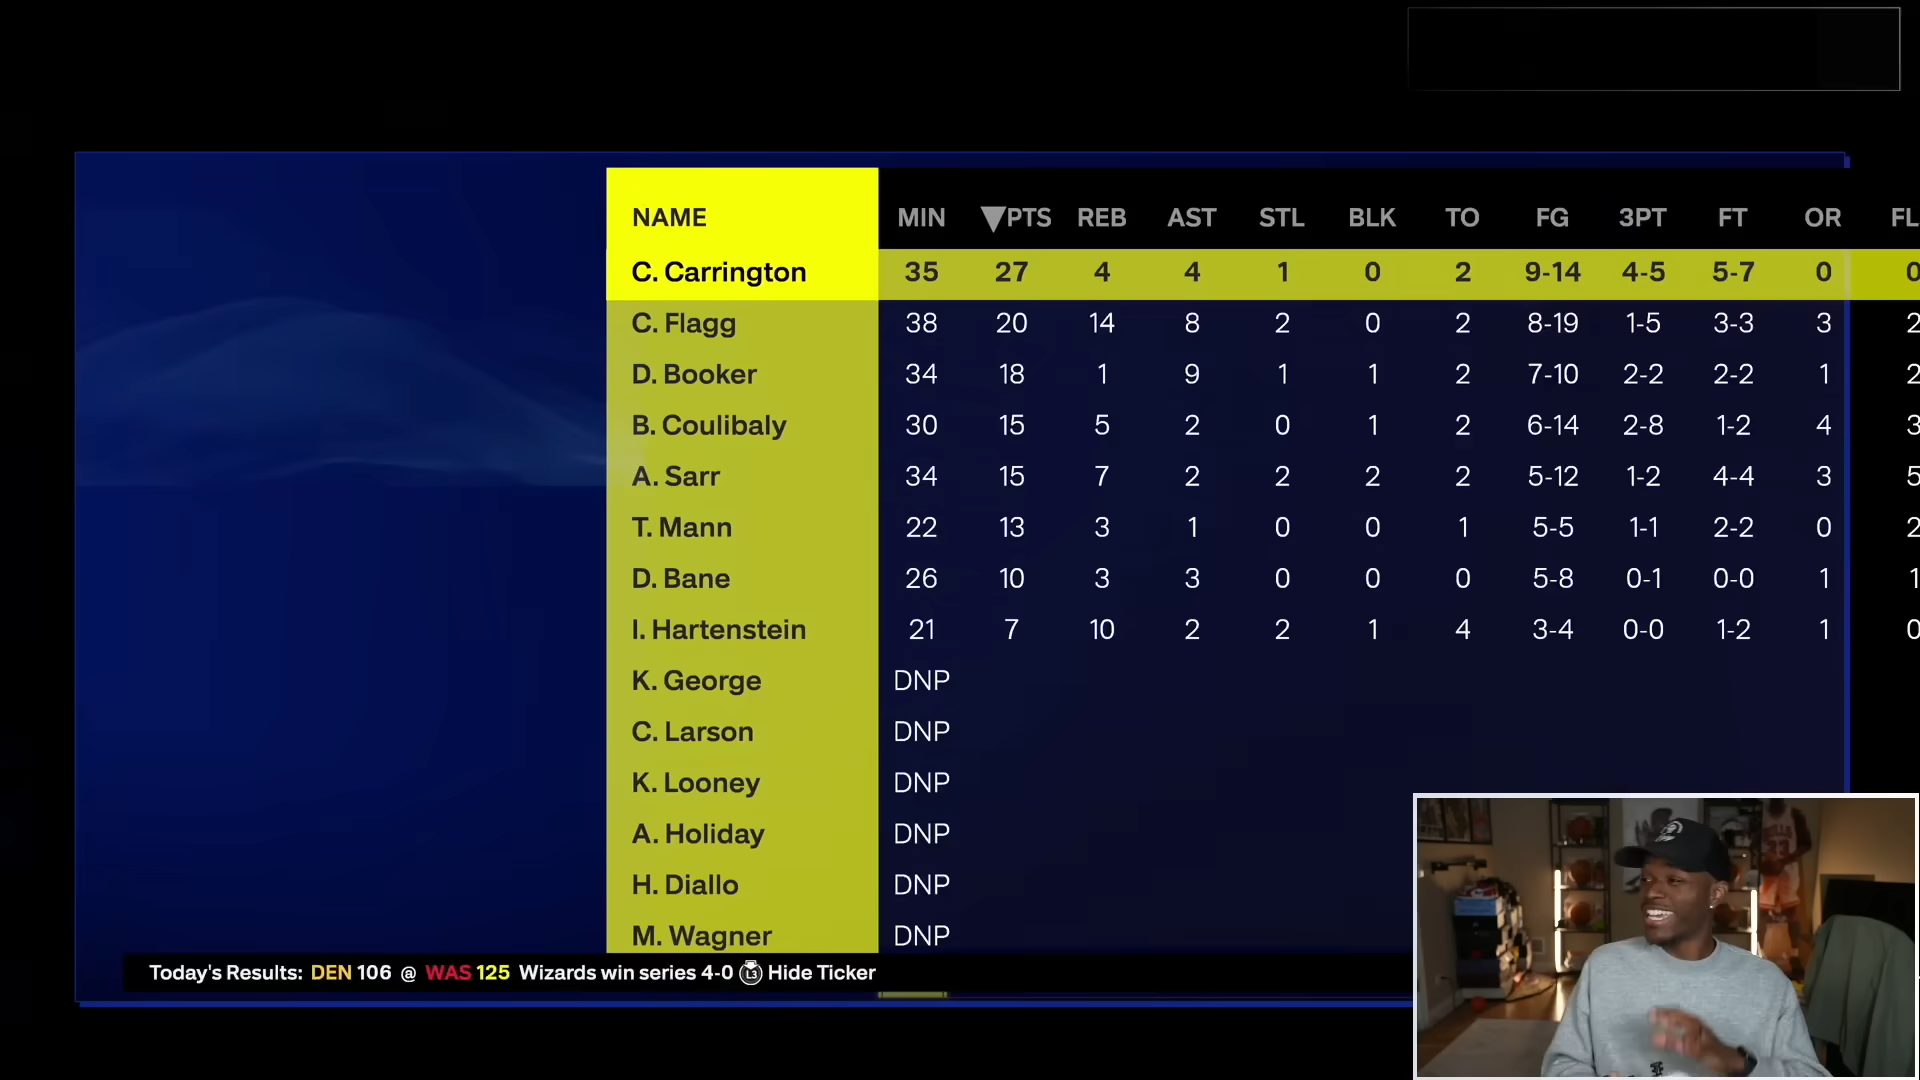 NAME MIN ▼PTS REB AST STL BLK TO FG 3PT FT OR FL
C. Carrington 35 27 4 4 1 0 2 9-14 4-5 5-7 0 0
C. Flagg 38 20 14 8 2 0 2 8-19 1-5 3-3 3 2
D. Booker 34 18 1 9 1 1 2 7-10 2-2 2-2 1 2
B. Coulibaly 30 15 5 2 0 1 2 6-14 2-8 1-2 4 3
A. Sarr 34 15 7 2 2 2 2 5-12 1-2 4-4 3 5
T. Mann 22 13 3 1 0 0 1 5-5 1-1 2-2 0 2
D. Bane 26 10 3 3 0 0 0 5-8 0-1 0-0 1 1
I. Hartenstein 21 7 10 2 2 1 4 3-4 0-0 1-2 1 0
K. George DNP
C. Larson DNP
K. Looney DNP
A. Holiday DNP
H. Diallo DNP
M. Wagner DNP
Today's Results: DEN 106 @ WAS 125 Wizards win series 4-0 L3 Hide Ticker